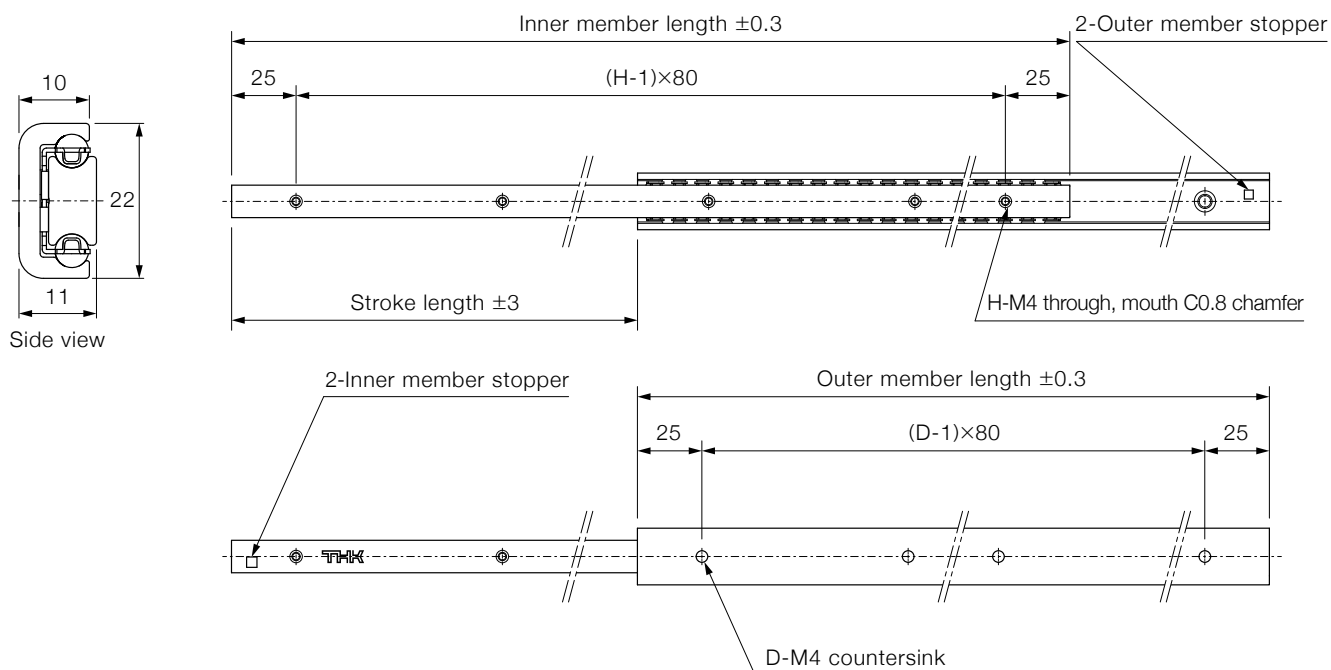 Inner member length ±0.3
2-Outer member stopper
10
25
(H-1)×80
25
22
11
Side view
Stroke length ±3
H-M4 through, mouth C0.8 chamfer
2-Inner member stopper
Outer member length ±0.3
25
(D-1)×80
25
THK
D-M4 countersink